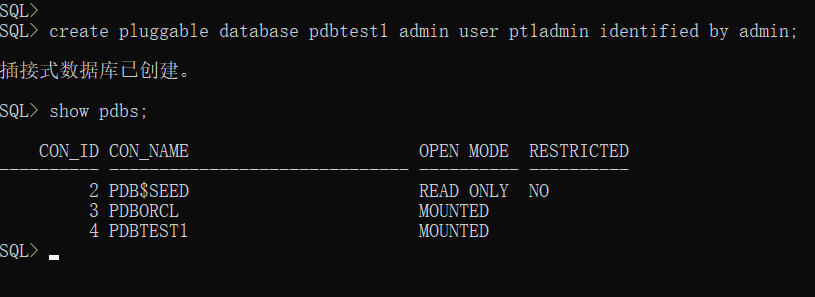 SQL>
SQL> create pluggable database pdbtest1 admin user pt1admin identified by admin;
插接式数据库已创建。
SQL> show pdbs;
    CON_ID CON_NAME                       OPEN MODE  RESTRICTED
---------- ------------------------------ ---------- ----------
         2 PDB$SEED                       READ ONLY  NO
         3 PDBORCL                        MOUNTED
         4 PDBTEST1                       MOUNTED
SQL>